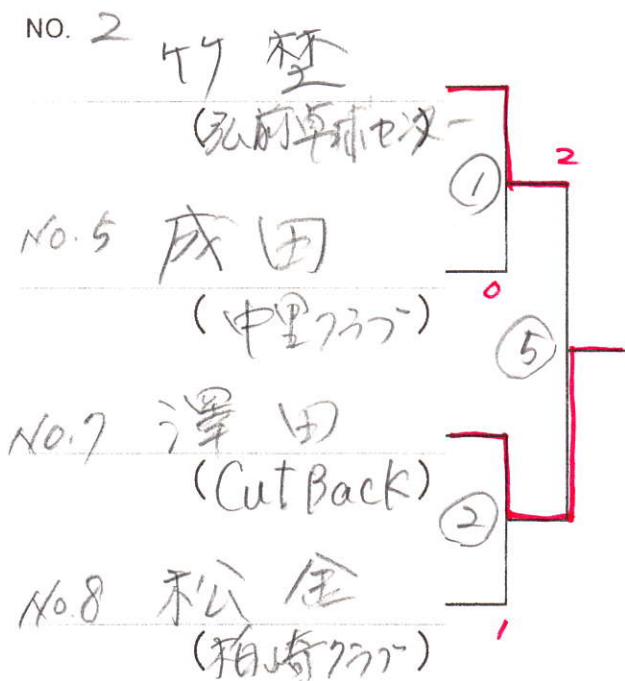 NO. 2 竹埜
(弘前卓球センター
2
①
No.5 成田
0
(中里クラブ)
⑤
No.7 澤田
(Cut Back)
②
No.8 松金
1
(柏崎クラブ)